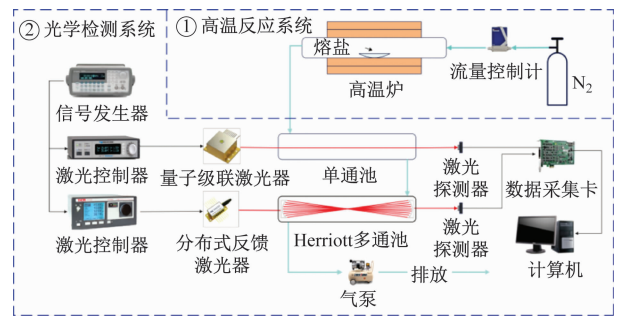 ② 光学检测系统
① 高温反应系统
熔盐
高温炉
流量控制计
N₂
信号发生器
激光控制器
量子级联激光器
单通池
激光
探测器
数据采集卡
激光控制器
分布式反馈
激光器
Herriott多通池
激光
探测器
计算机
气泵
排放